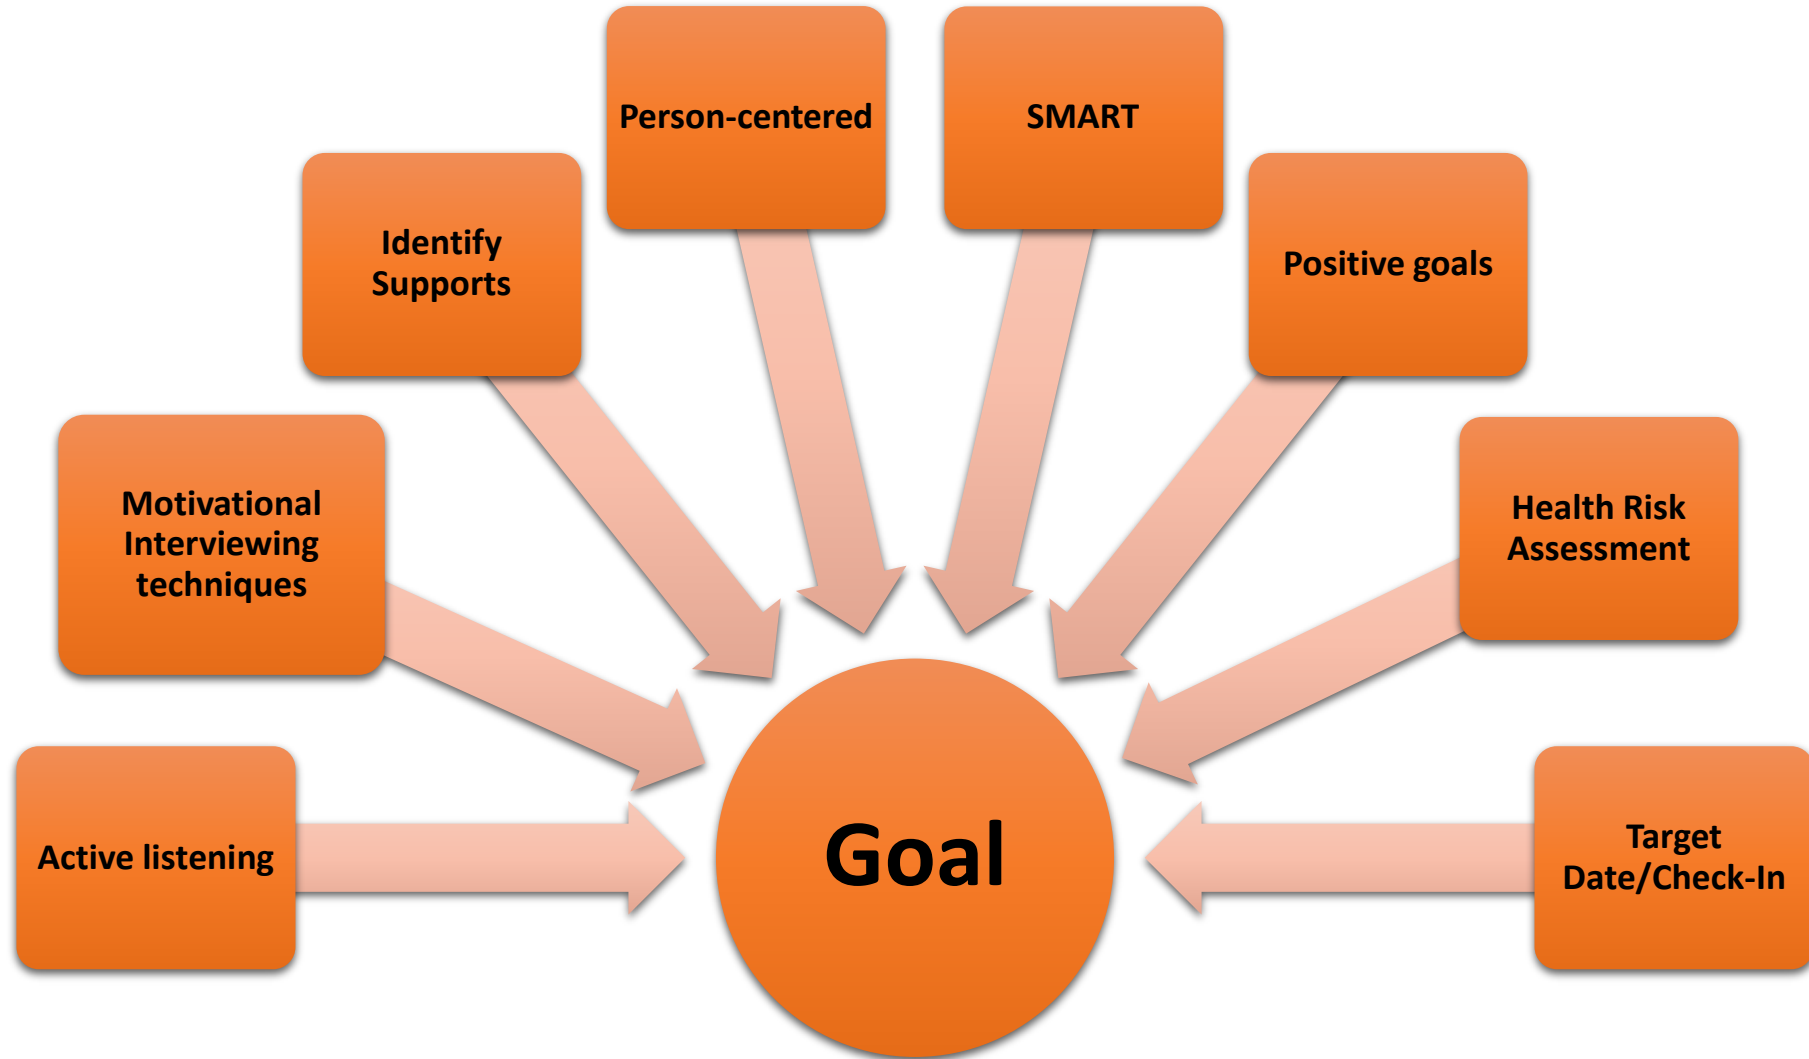 Person-centered
SMART
Identify
Supports
Positive goals
Motivational
Interviewing
techniques
Health Risk
Assessment
Active listening
Goal
Target
Date/Check-In